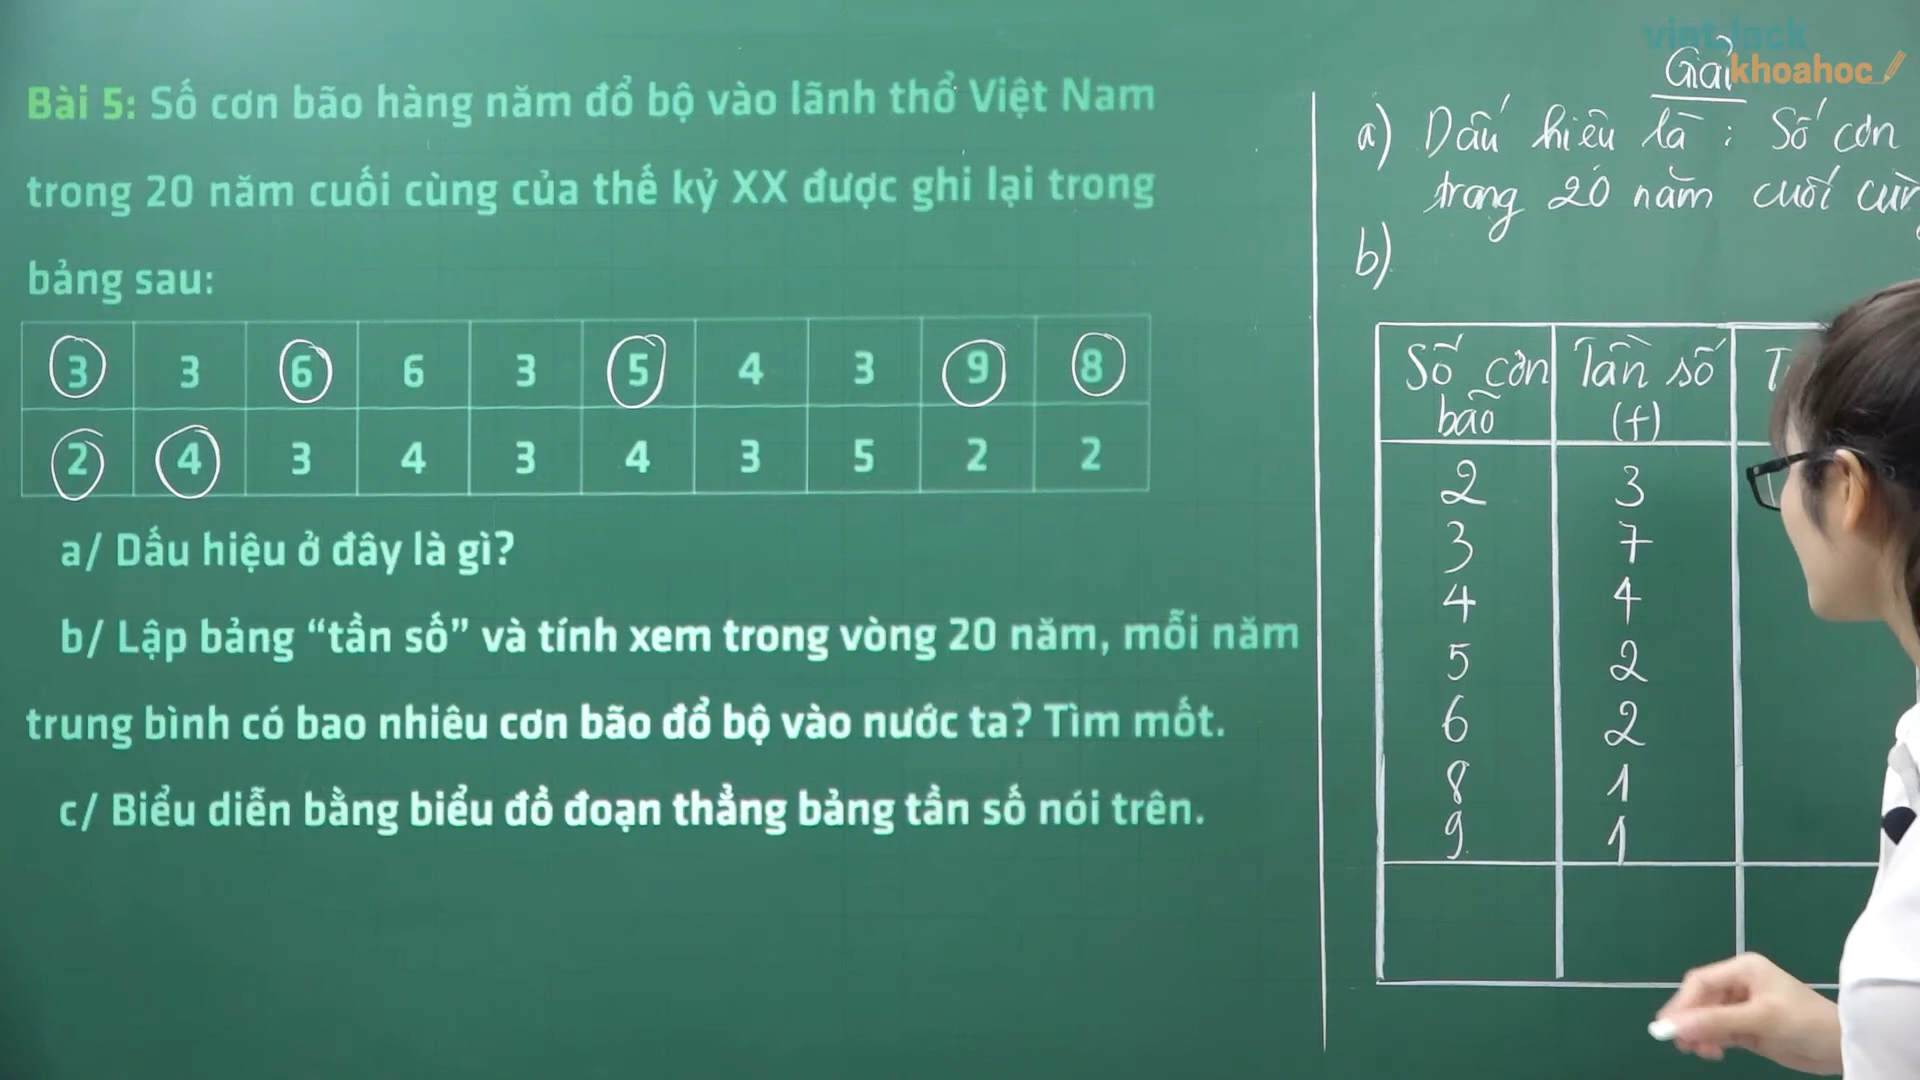 vietJack
khoahoc
Bài 5: Số cơn bão hàng năm đổ bộ vào lãnh thổ Việt Nam
trong 20 năm cuối cùng của thế kỷ XX được ghi lại trong
bảng sau:
3 3 6 6 3 5 4 3 9 8
2 4 3 4 3 4 3 5 2 2
a/ Dấu hiệu ở đây là gì?
b/ Lập bảng “tần số” và tính xem trong vòng 20 năm, mỗi năm
trung bình có bao nhiêu cơn bão đổ bộ vào nước ta? Tìm mốt.
c/ Biểu diễn bằng biểu đồ đoạn thẳng bảng tần số nói trên.
Giải
a) Dấu hiệu là : Số cơn
trong 20 năm cuối
b)
Số cơn bão Tần số (f)
2 3
3 7
4 4
5 2
6 2
8 1
9 1